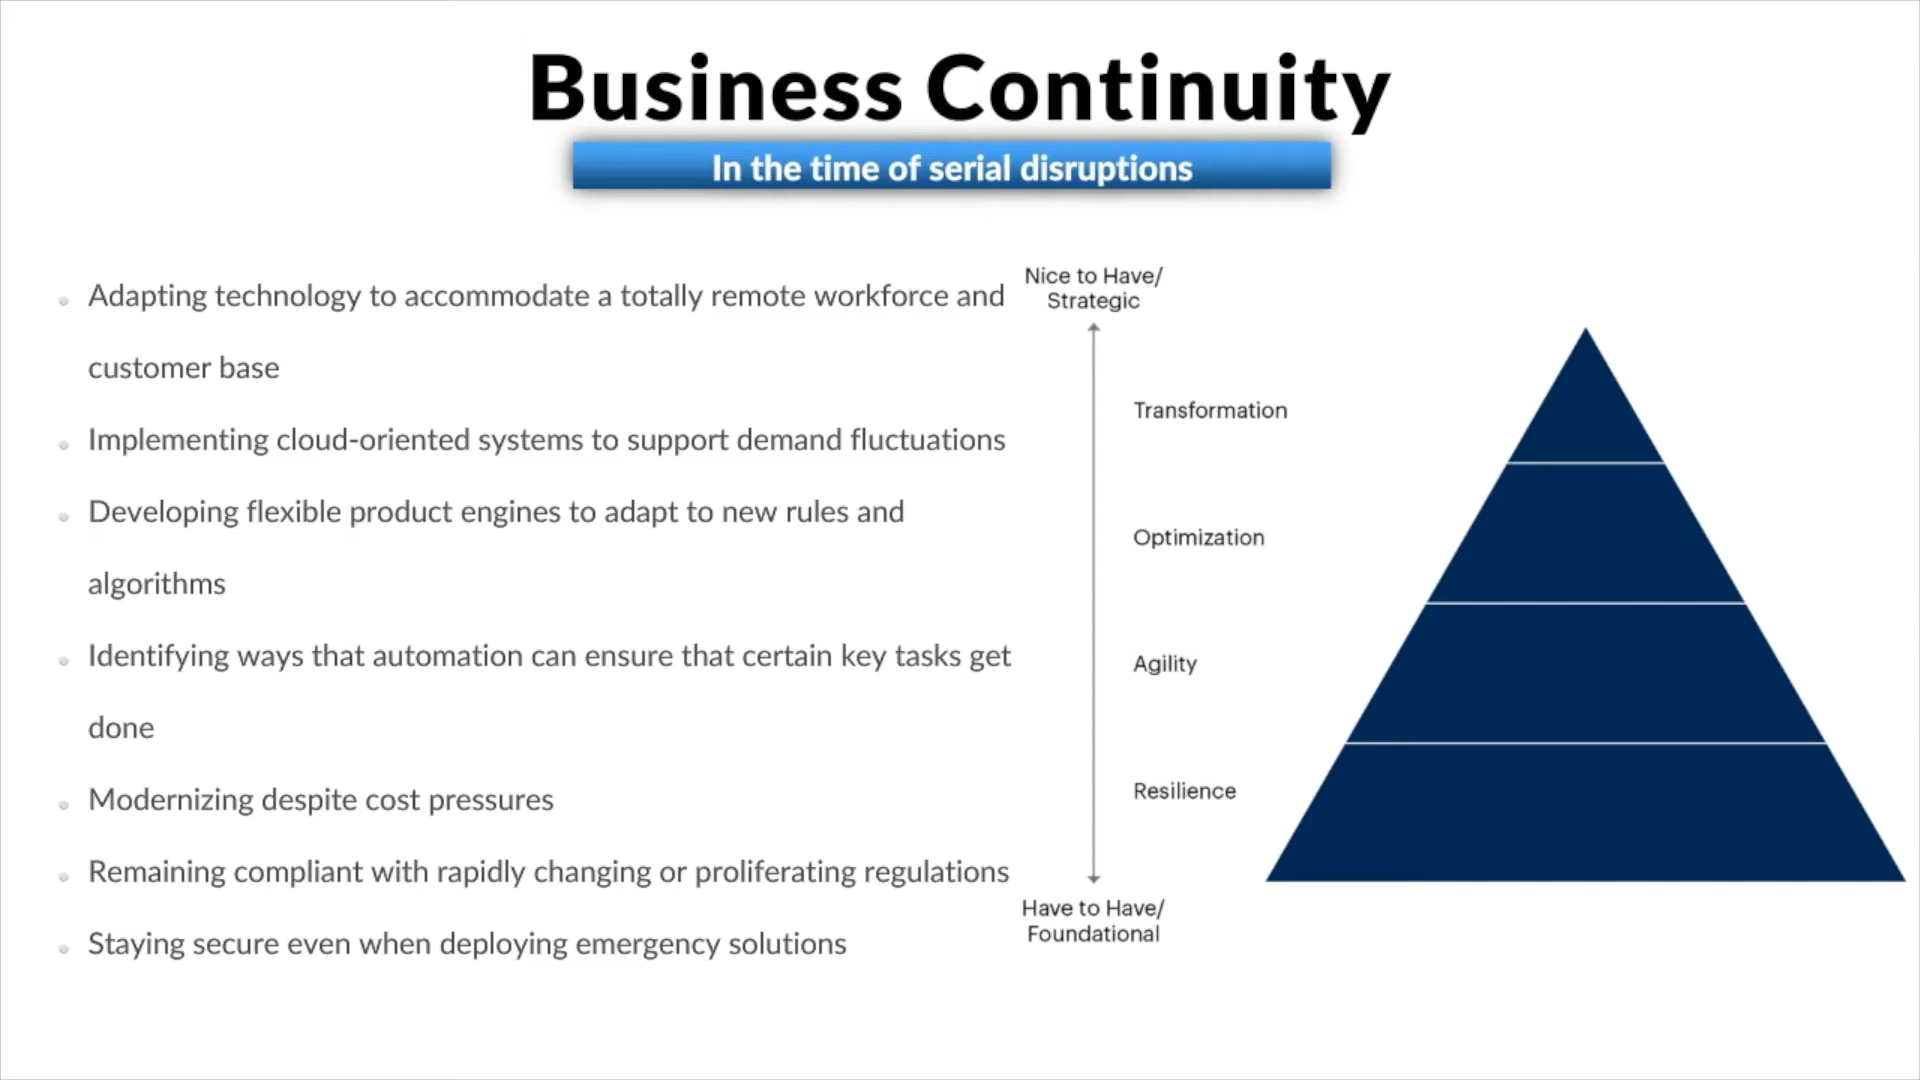 Business Continuity
In the time of serial disruptions
Adapting technology to accommodate a totally remote workforce and
customer base
Implementing cloud-oriented systems to support demand fluctuations
Developing flexible product engines to adapt to new rules and
algorithms
Identifying ways that automation can ensure that certain key tasks get
done
Modernizing despite cost pressures
Remaining compliant with rapidly changing or proliferating regulations
Staying secure even when deploying emergency solutions
Nice to Have/
Strategic
Transformation
Optimization
Agility
Resilience
Have to Have/
Foundational